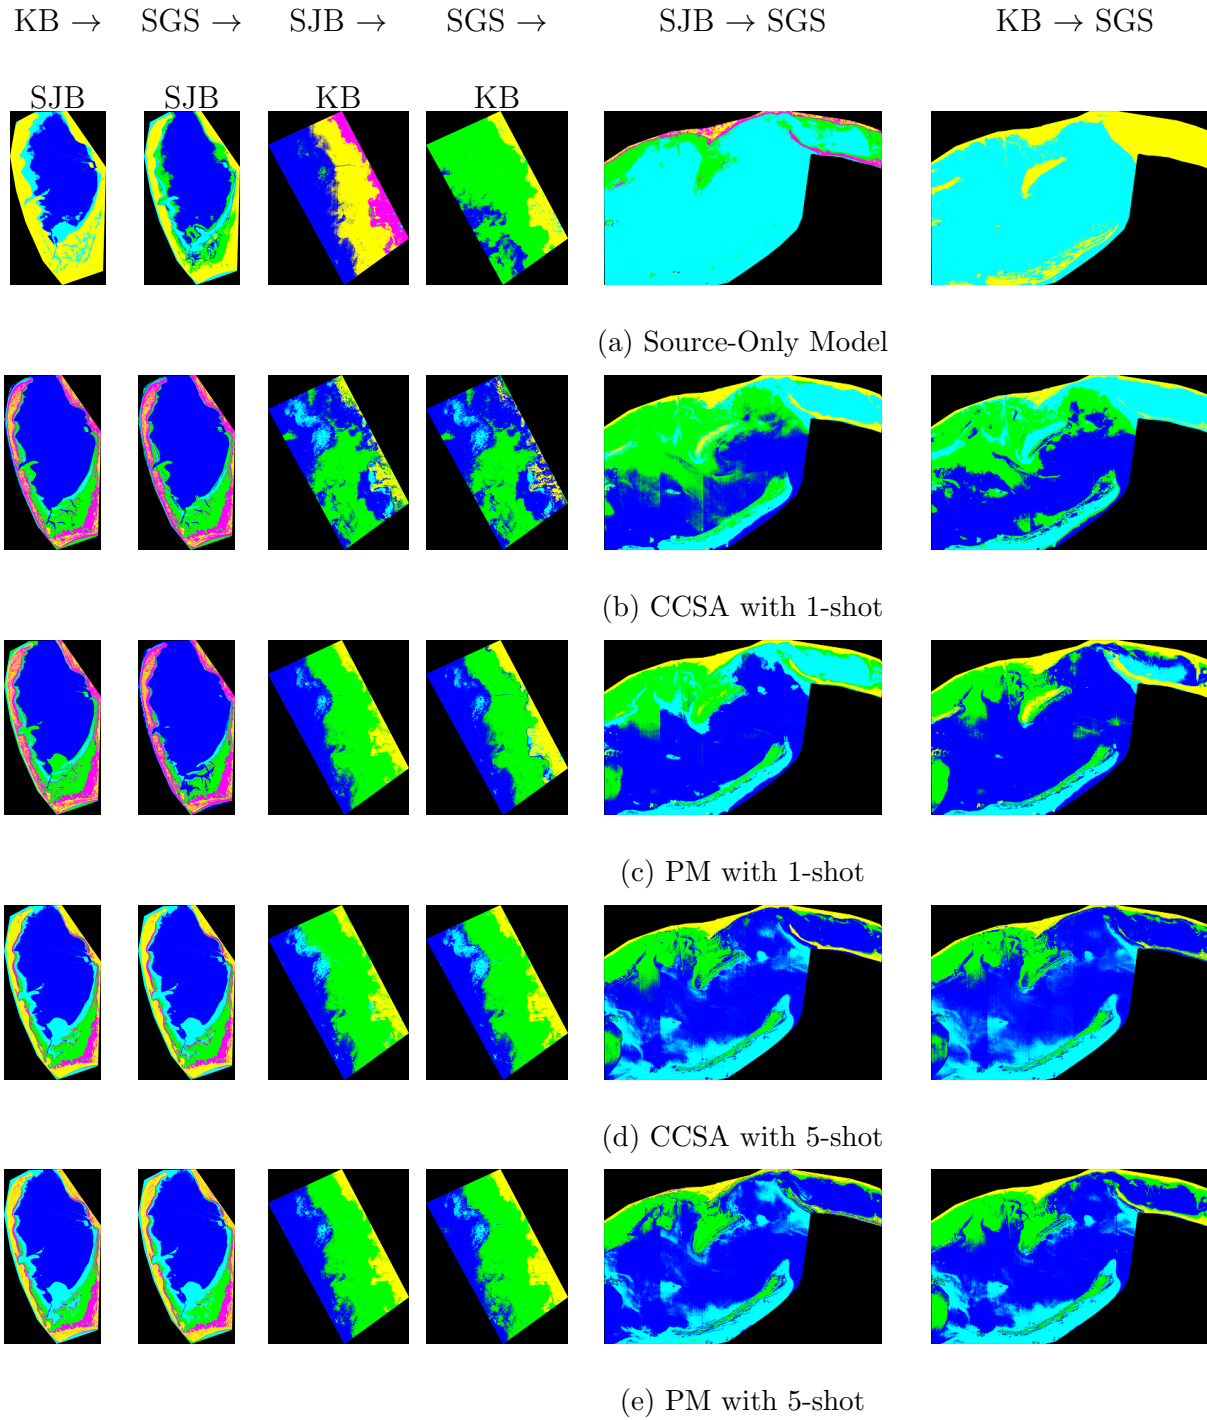 KB → SGS → SJB → SGS → SJB → SGS KB → SGS
SJB SJB KB KB
(a) Source-Only Model
(b) CCSA with 1-shot
(c) PM with 1-shot
(d) CCSA with 5-shot
(e) PM with 5-shot